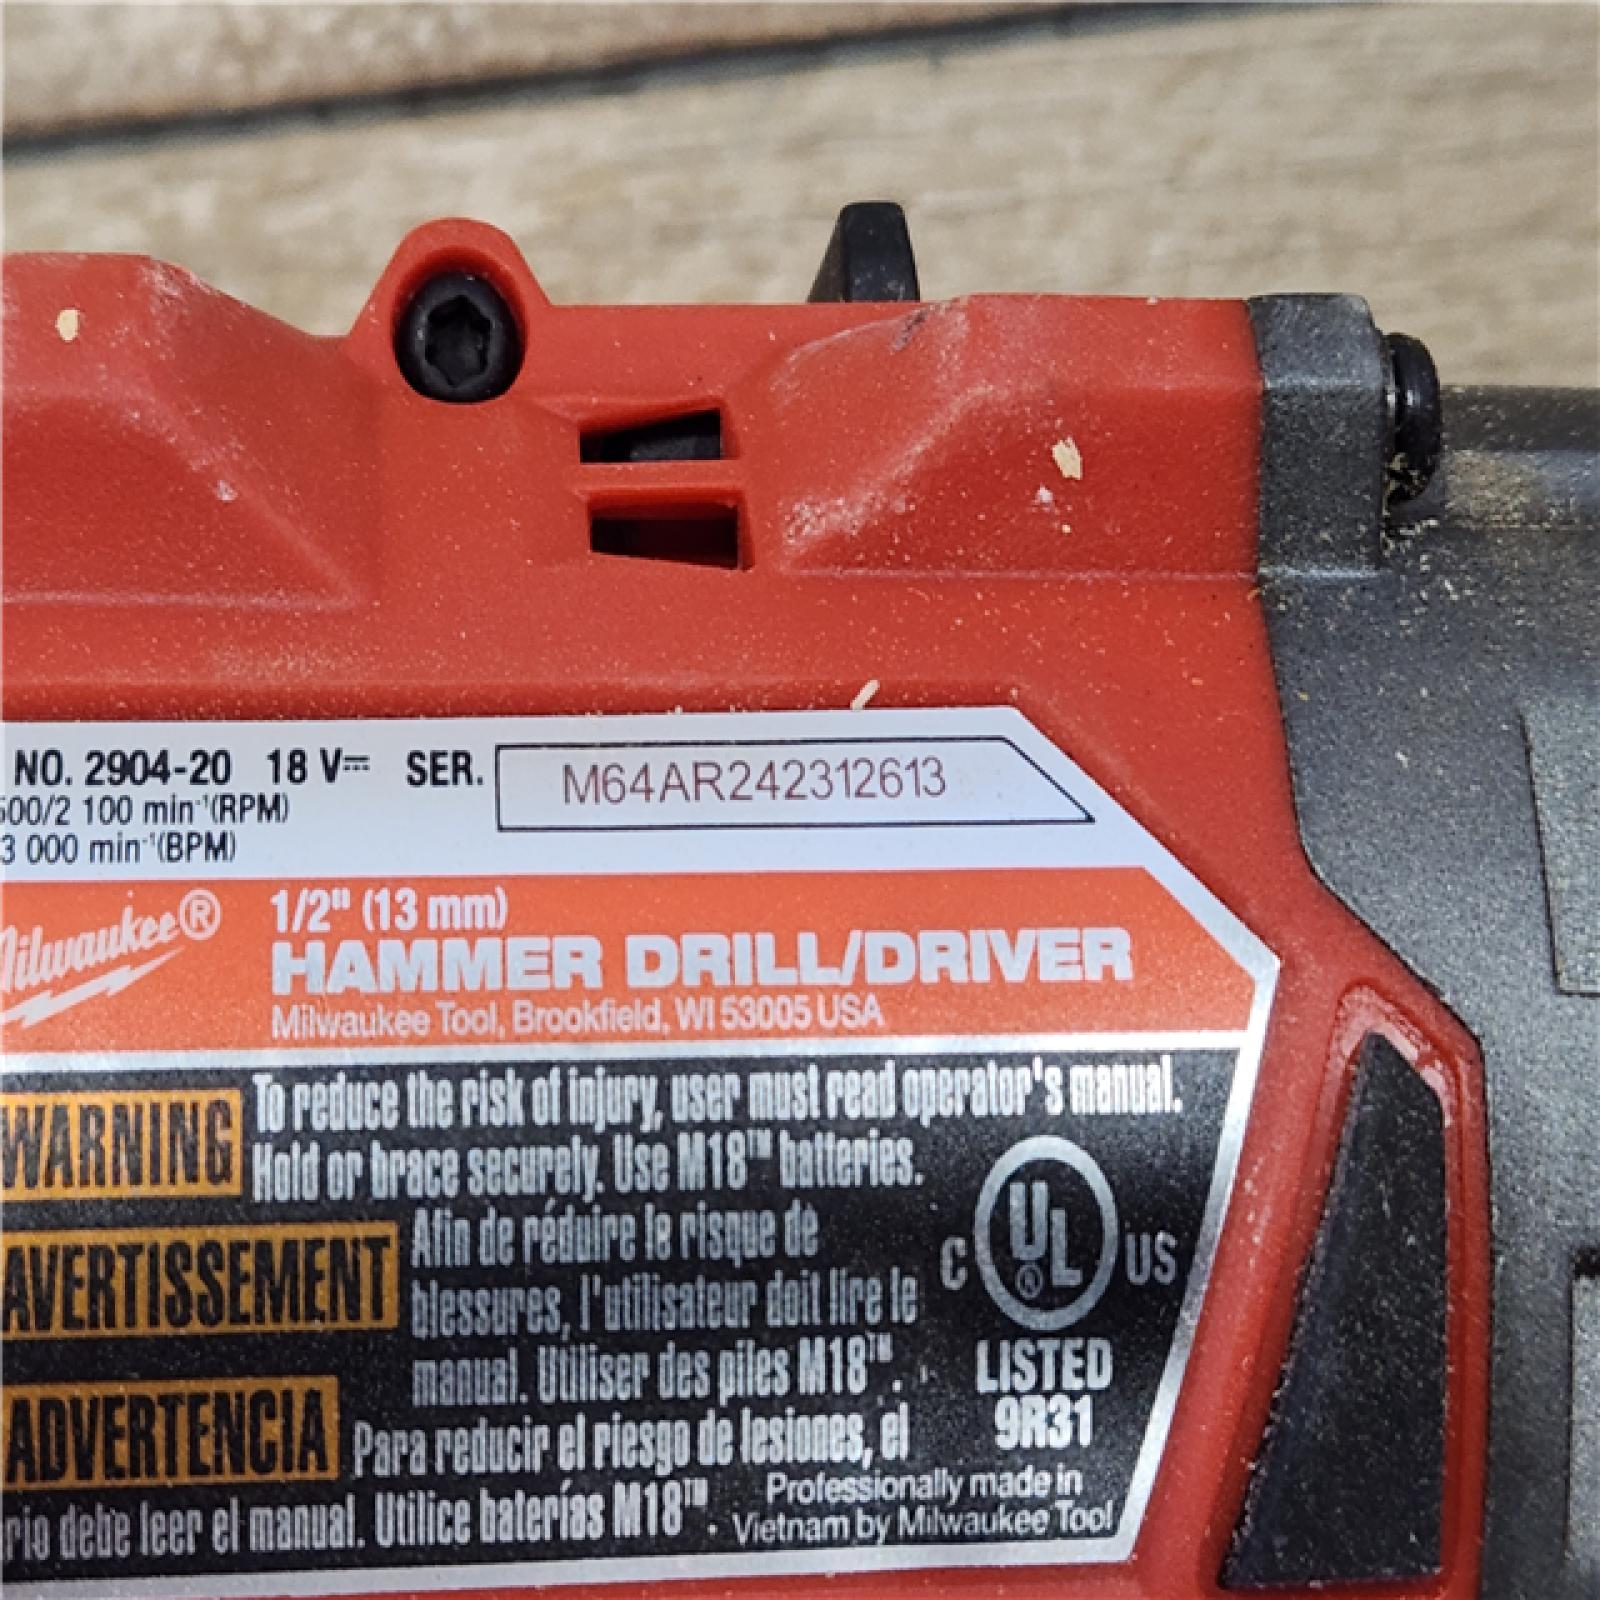 NO. 2904-20 18 V⎓ SER. M64AR242312613
500/2 100 min⁻¹(RPM)
3 000 min⁻¹(BPM)
Milwaukee®
1/2" (13 mm)
HAMMER DRILL/DRIVER
Milwaukee Tool, Brookfield, WI 53005 USA
WARNING To reduce the risk of injury, user must read operator's manual.
Hold or brace securely. Use M18™ batteries.
AVERTISSEMENT Afin de réduire le risque de
blessures, l'utilisateur doit lire le
manual. Utiliser des piles M18™.
ADVERTENCIA Para reducir el riesgo de lesiones, el
debe leer el manual. Utilice baterías M18™.
C UL® US
LISTED
9R31
Professionally made in
Vietnam by Milwaukee Tool